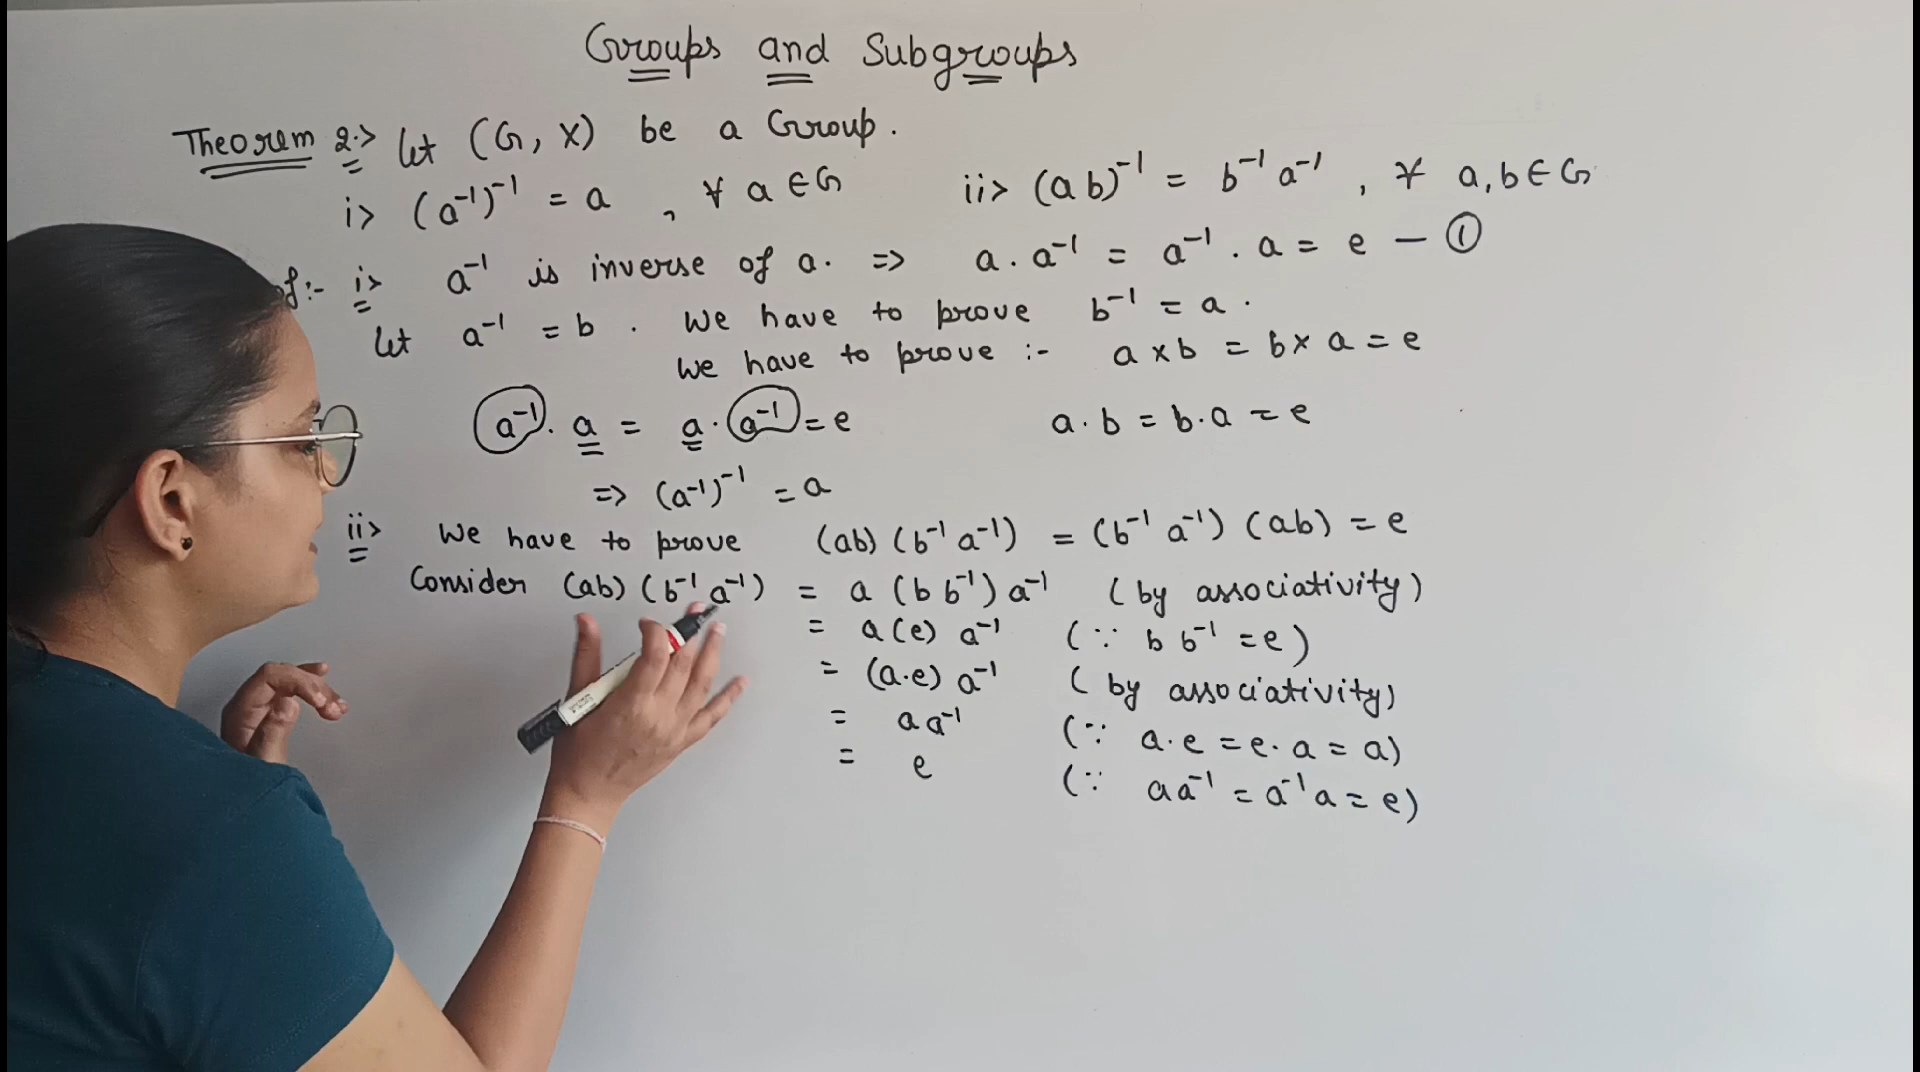 Groups and Subgroups
Theorem 2.> let (G, X) be a Group.
i> (a⁻¹)⁻¹ = a , ∀ a ∈ G ii> (ab)⁻¹ = b⁻¹ a⁻¹ , ∀ a, b ∈ G
of:- i> a⁻¹ is inverse of a. => a . a⁻¹ = a⁻¹ . a = e — ①
let a⁻¹ = b . We have to prove b⁻¹ = a .
We have to prove :- a x b = b x a = e
a⁻¹ . a = a . a⁻¹ = e a . b = b . a = e
=> (a⁻¹)⁻¹ = a
ii> We have to prove (ab) (b⁻¹ a⁻¹) = (b⁻¹ a⁻¹) (ab) = e
Consider (ab) (b⁻¹ a⁻¹) = a (b b⁻¹) a⁻¹ (by associativity)
= a (e) a⁻¹ (∵ b b⁻¹ = e)
= (a.e) a⁻¹ (by associativity)
= a a⁻¹ (∵ a.e = e.a = a)
= e (∵ aa⁻¹ = a⁻¹a = e)